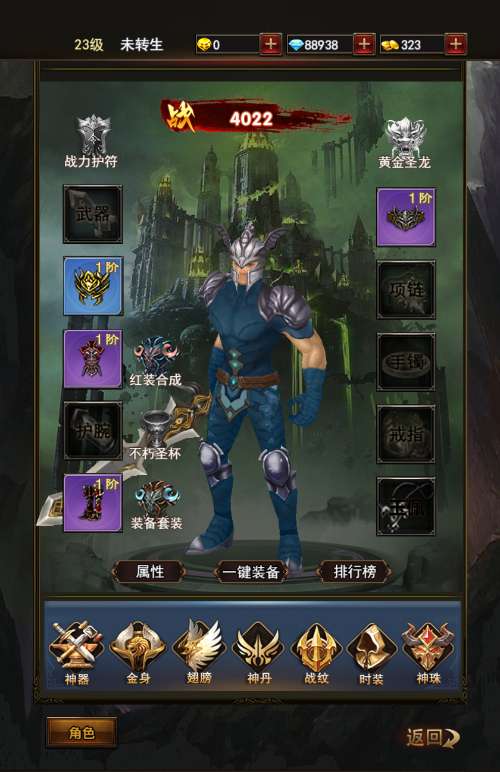 23级 未转生 0 88938 323
战 4022
战力护符
黄金圣龙
武器
1阶
1阶
项链
1阶
红装合成
手镯
护腕
不朽圣杯
戒指
1阶
装备套装
属性 一键装备 排行榜
神器 金身 翅膀 神丹 战纹 时装 神珠
角色
返回